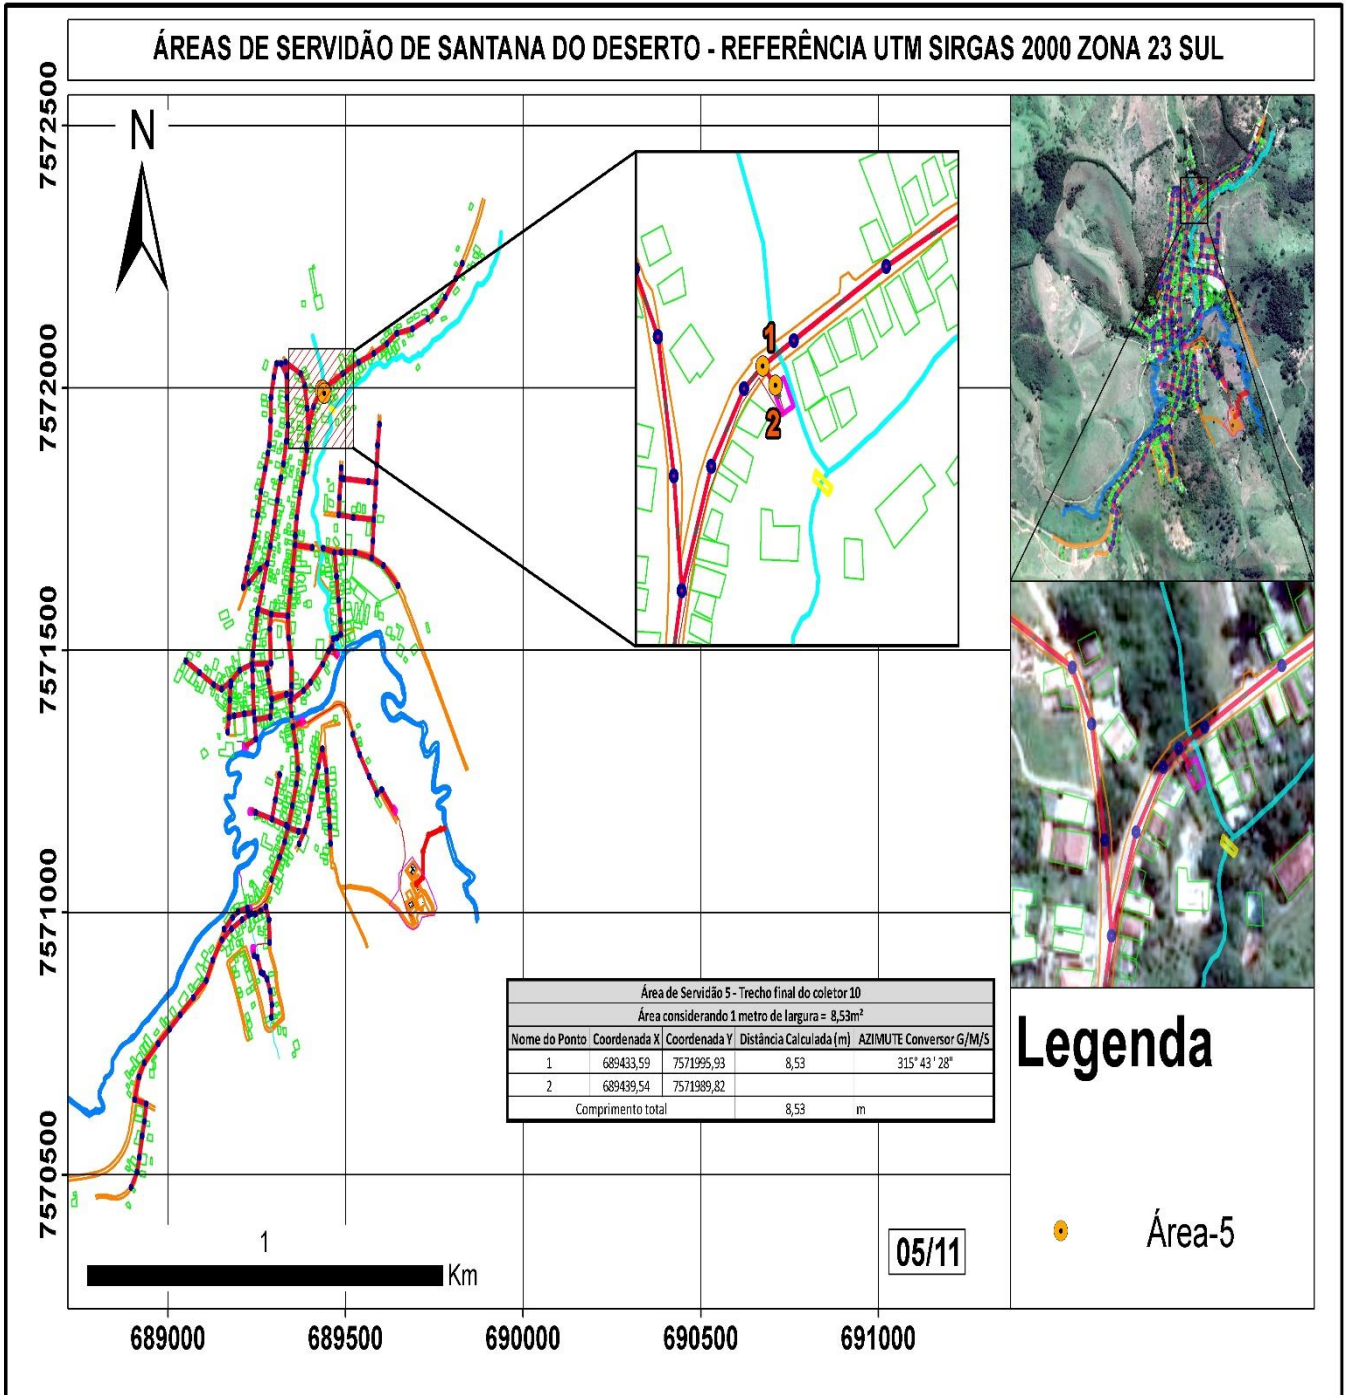 ÁREAS DE SERVIDÃO DE SANTANA DO DESERTO - REFERÊNCIA UTM SIRGAS 2000 ZONA 23 SUL
N
7572500
7572000
7571500
7571000
7570500
1
2
Área de Servidão 5 - Trecho final do coletor 10
Área considerando 1 metro de largura = 8,53m²
Nome do Ponto Coordenada X Coordenada Y Distância Calculada (m) AZIMUTE Conversor G/M/S
1 689433,59 7571995,93 8,53 315° 43 ' 28"
2 689439,54 7571989,82
Comprimento total 8,53 m
Legenda
Área-5
1
Km
05/11
689000 689500 690000 690500 691000